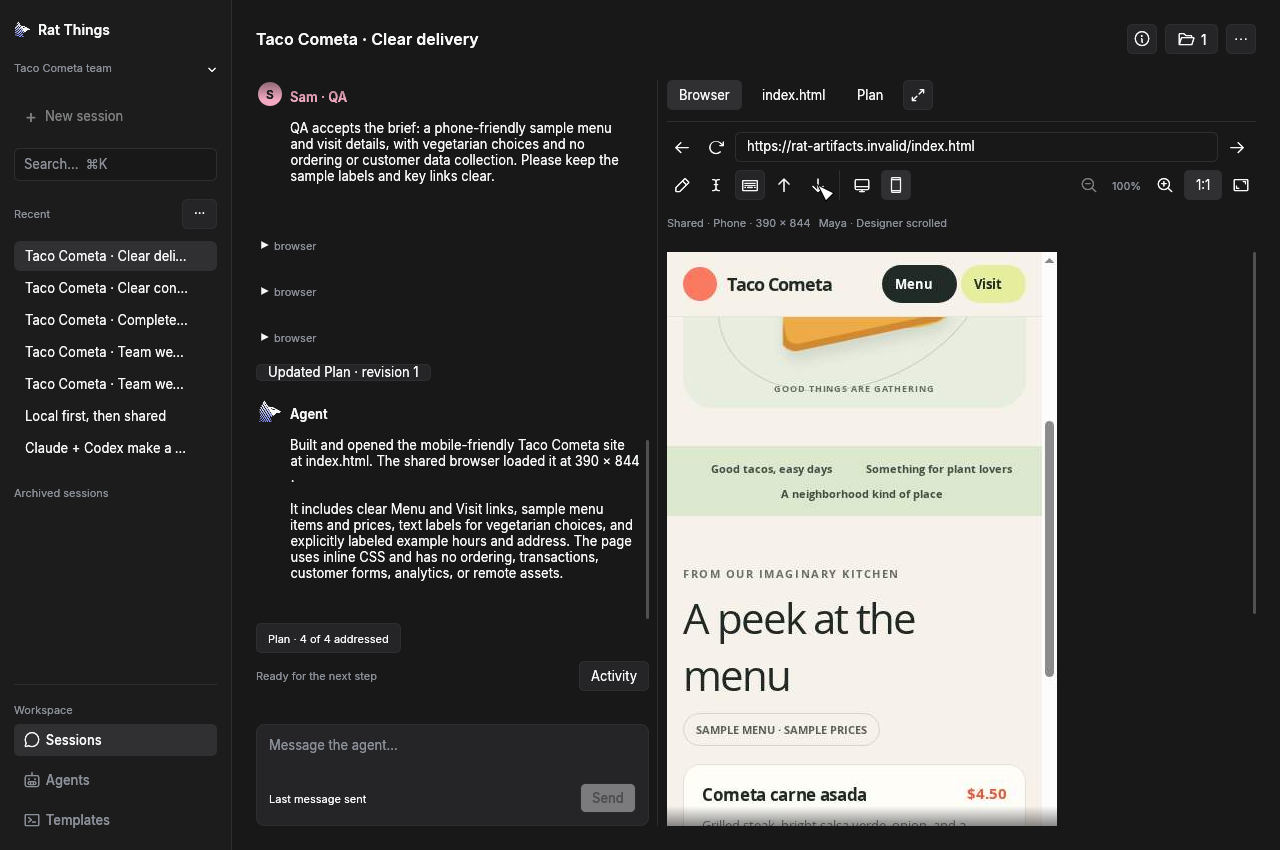 Rat Things
Taco Cometa team
+ New session
Search... ⌘K
Recent
...
Taco Cometa · Clear deli...
Taco Cometa · Clear con...
Taco Cometa · Complete...
Taco Cometa · Team we...
Taco Cometa · Team we...
Local first, then shared
Claude + Codex make a ...
Archived sessions
Workspace
Sessions
Agents
Templates
Taco Cometa · Clear delivery
1
...
S
Sam · QA
QA accepts the brief: a phone-friendly sample menu
and visit details, with vegetarian choices and no
ordering or customer data collection. Please keep the
sample labels and key links clear.
browser
browser
browser
Updated Plan · revision 1
Agent
Built and opened the mobile-friendly Taco Cometa site
at index.html. The shared browser loaded it at 390 × 844
.
It includes clear Menu and Visit links, sample menu
items and prices, text labels for vegetarian choices, and
explicitly labeled example hours and address. The page
uses inline CSS and has no ordering, transactions,
customer forms, analytics, or remote assets.
Plan · 4 of 4 addressed
Ready for the next step
Activity
Message the agent...
Last message sent
Send
Browser
index.html
Plan
https://rat-artifacts.invalid/index.html
100%
1:1
Shared · Phone · 390 × 844 Maya · Designer scrolled
Taco Cometa
Menu
Visit
GOOD THINGS ARE GATHERING
Good tacos, easy days Something for plant lovers
A neighborhood kind of place
FROM OUR IMAGINARY KITCHEN
A peek at the
menu
SAMPLE MENU · SAMPLE PRICES
Cometa carne asada
$4.50
Grilled steak, bright salsa verde, onion, and a